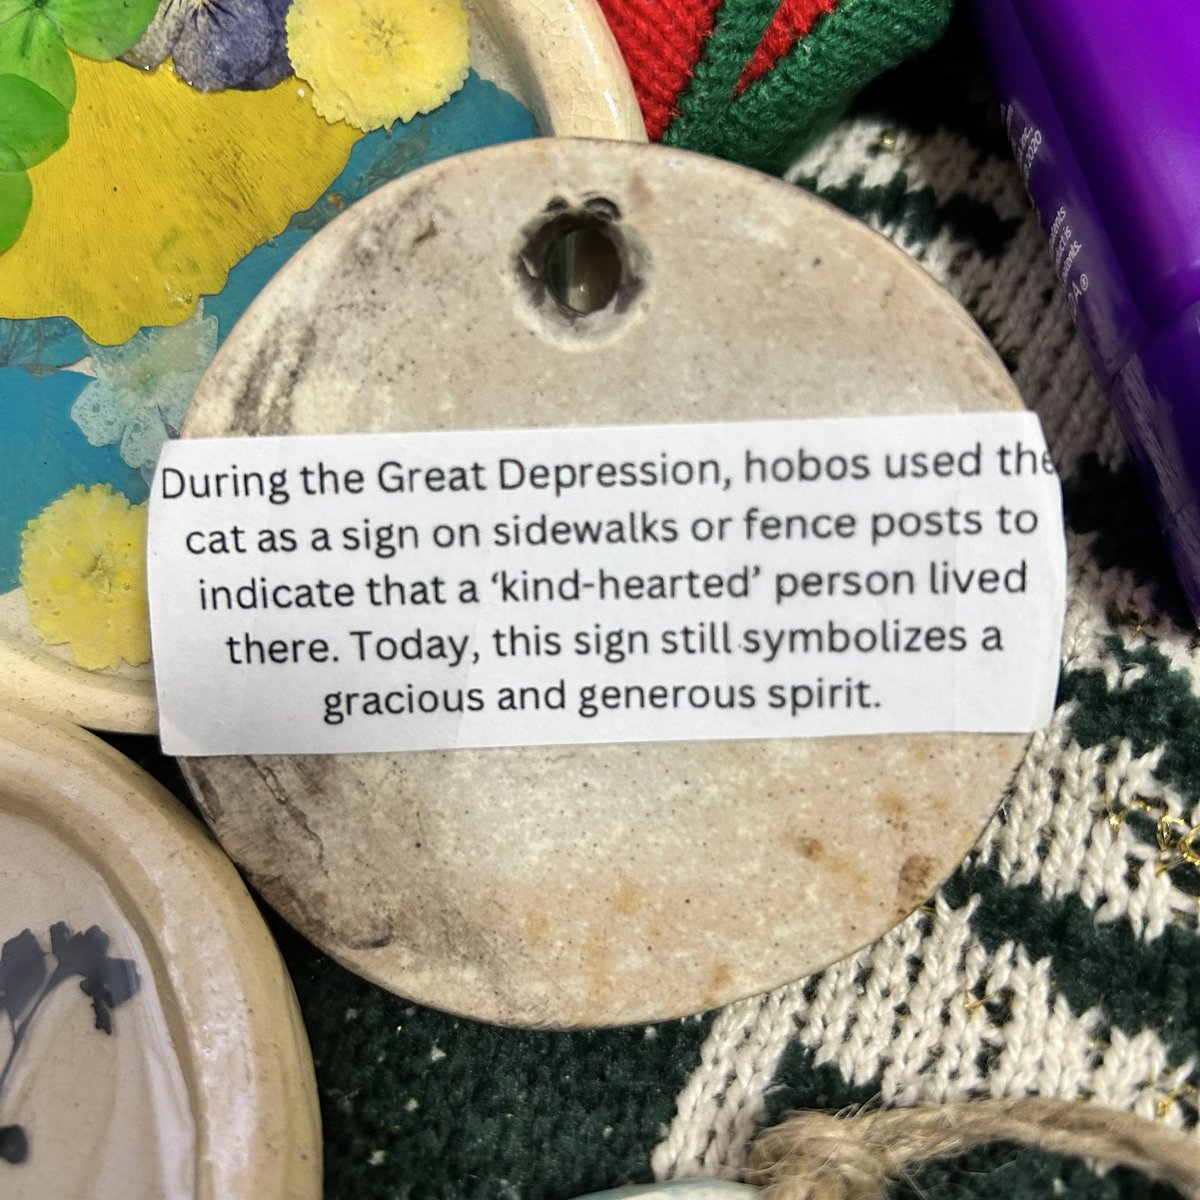 During the Great Depression, hobos used the
cat as a sign on sidewalks or fence posts to
indicate that a ‘kind-hearted’ person lived
there. Today, this sign still symbolizes a
gracious and generous spirit.
2020